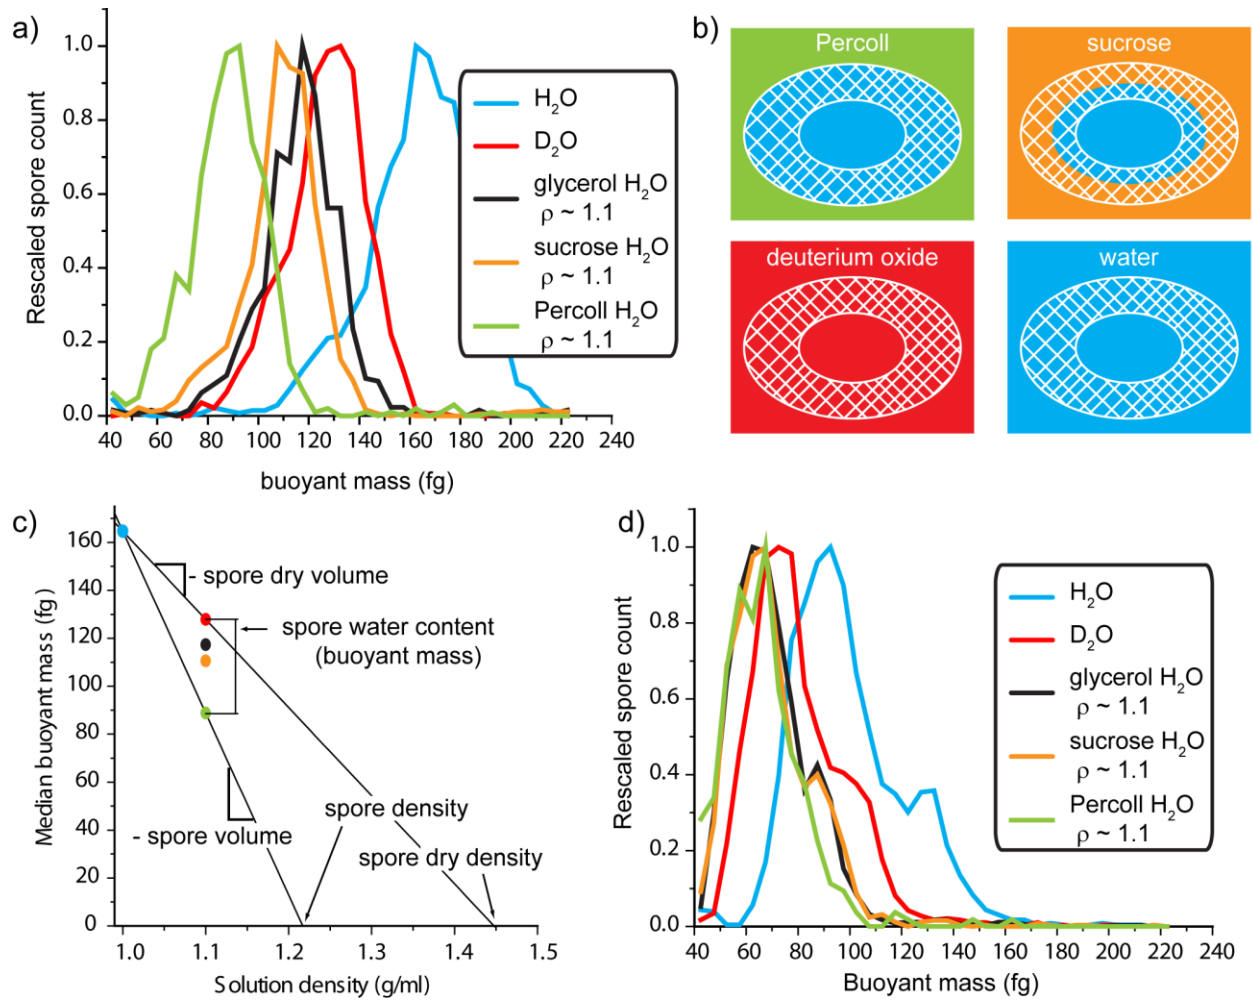 a)
Rescaled spore count
1.0
0.8
0.6
0.4
0.2
0.0
40 60 80 100 120 140 160 180 200 220 240
buoyant mass (fg)
H₂O
D₂O
glycerol H₂O
ρ ~ 1.1
sucrose H₂O
ρ ~ 1.1
Percoll H₂O
ρ ~ 1.1
b)
Percoll
sucrose
deuterium oxide
water
c)
Median buoyant mass (fg)
160
140
120
100
80
60
40
20
0
1.0 1.1 1.2 1.3 1.4 1.5
Solution density (g/ml)
- spore dry volume
spore water content
(buoyant mass)
spore density
- spore volume
spore dry density
d)
Rescaled spore count
1.0
0.8
0.6
0.4
0.2
0.0
40 60 80 100 120 140 160 180 200 220 240
Buoyant mass (fg)
H₂O
D₂O
glycerol H₂O
ρ ~ 1.1
sucrose H₂O
ρ ~ 1.1
Percoll H₂O
ρ ~ 1.1